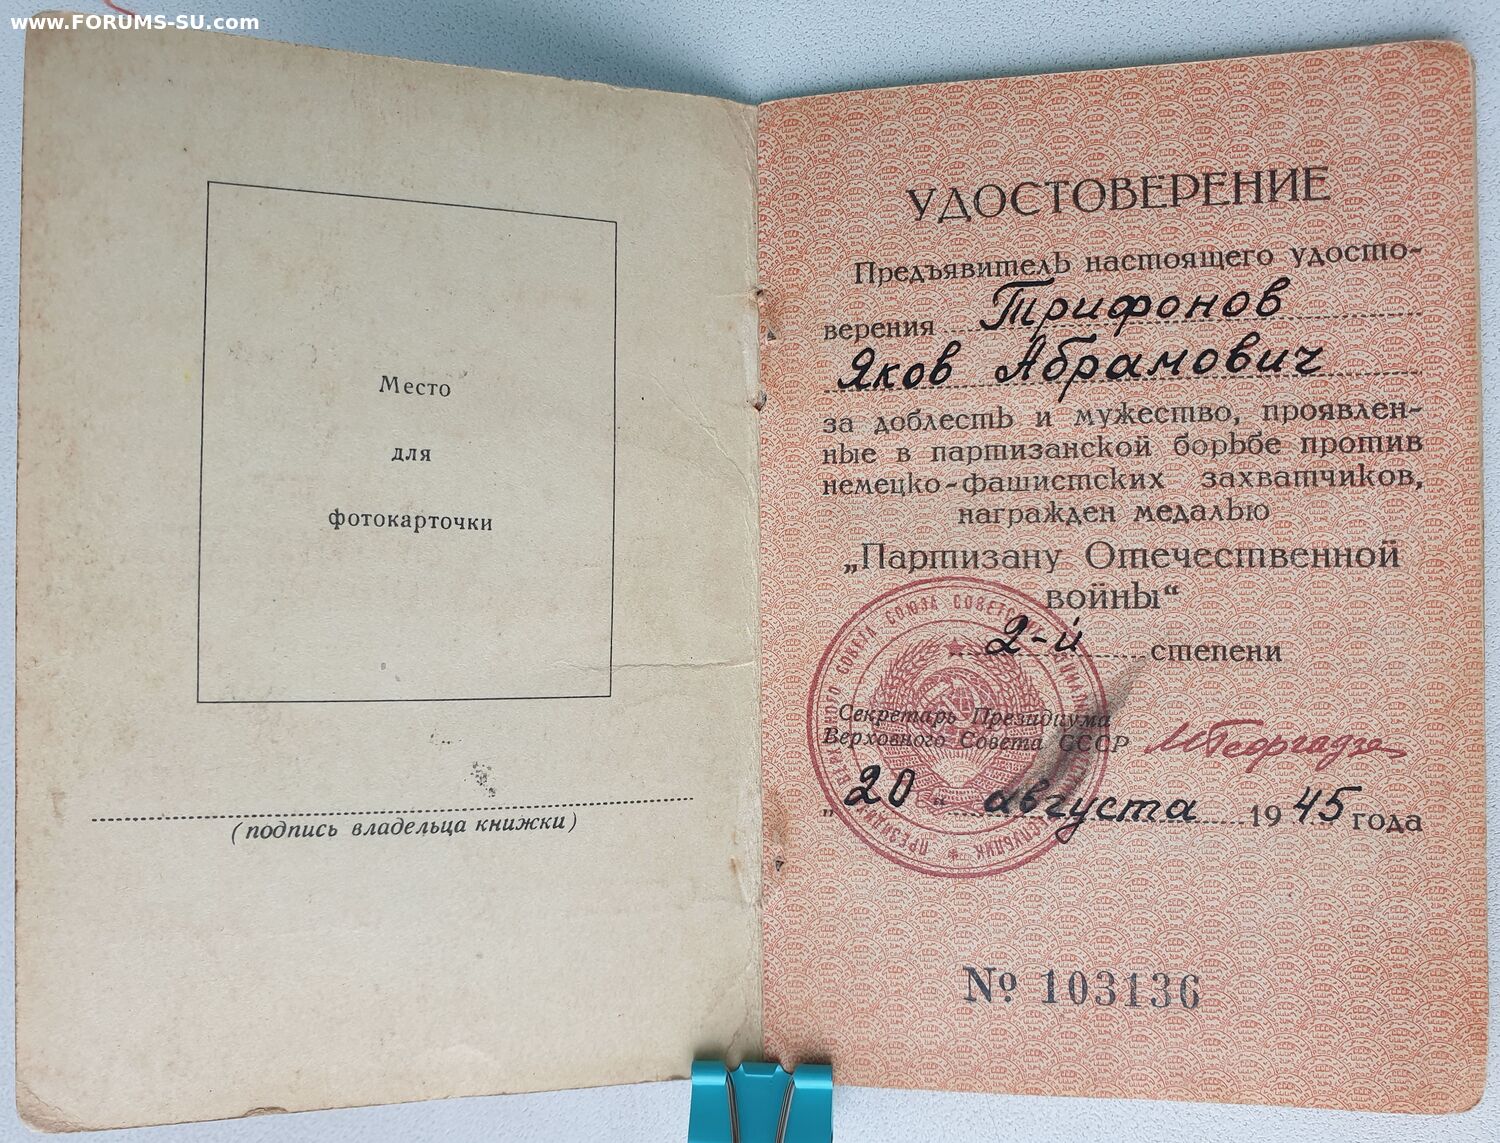 www.FORUMS-SU.com
Место
для
фотокарточки
(подпись владельца книжки)
УДОСТОВЕРЕНИЕ
Предъявитель настоящего удосто-
верения Трифонов
Яков Абрамович
за доблесть и мужество, проявлен-
ные в партизанской борьбе против
немецко-фашистских захватчиков,
награжден медалью
„Партизану Отечественной
войны“
2-й степени
Секретарь Президиума
Верховного Совета СССР МГеоргадзе
„20“ августа 1945 года
№ 103136